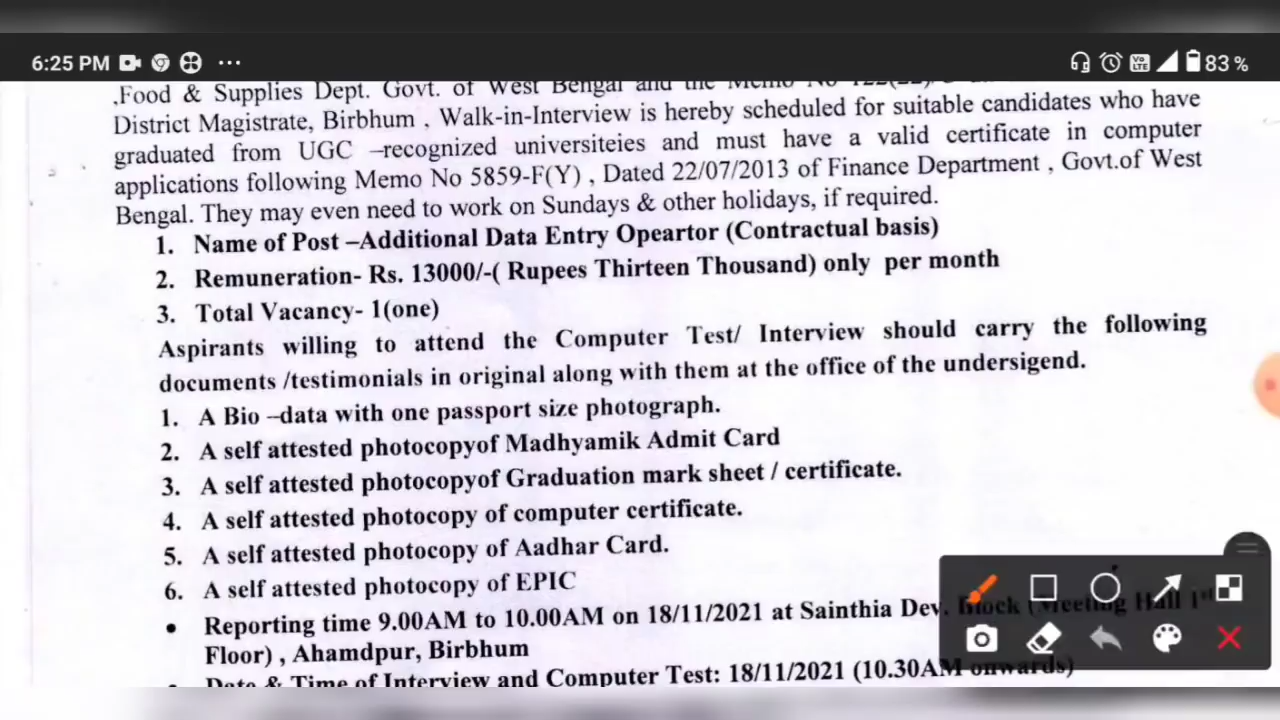 6:25 PM ...
VoLTE 83 %
,Food & Supplies Dept. Govt. of West Bengal and the Memo No
District Magistrate, Birbhum , Walk-in-Interview is hereby scheduled for suitable candidates who have
graduated from UGC –recognized universiteies and must have a valid certificate in computer
applications following Memo No 5859-F(Y) , Dated 22/07/2013 of Finance Department , Govt.of West
Bengal. They may even need to work on Sundays & other holidays, if required.
1. Name of Post –Additional Data Entry Opeartor (Contractual basis)
2. Remuneration- Rs. 13000/-( Rupees Thirteen Thousand) only per month
3. Total Vacancy- 1(one)
Aspirants willing to attend the Computer Test/ Interview should carry the following
documents /testimonials in original along with them at the office of the undersigend.
1. A Bio –data with one passport size photograph.
2. A self attested photocopyof Madhyamik Admit Card
3. A self attested photocopyof Graduation mark sheet / certificate.
4. A self attested photocopy of computer certificate.
5. A self attested photocopy of Aadhar Card.
6. A self attested photocopy of EPIC
• Reporting time 9.00AM to 10.00AM on 18/11/2021 at Sainthia Dev. Block (Meeting Hall 1st
Floor) , Ahamdpur, Birbhum
• Date & Time of Interview and Computer Test: 18/11/2021 (10.30AM onwards)